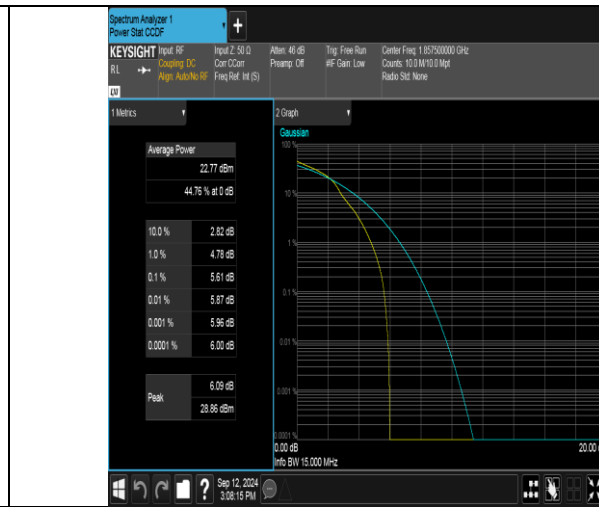 Spectrum Analyzer 1
Power Stat CCDF
+
KEYSIGHT Input: RF Input Z: 50 Ω Atten: 46 dB Trig: Free Run Center Freq: 1.857500000 GHz
RL Coupling: DC Corr CCorr Preamp: Off #IF Gain: Low Counts: 10.0 M/10.0 Mpt
Align: Auto/No RF Freq Ref: Int (S) Radio Std: None
1 Metrics
Average Power
22.77 dBm
44.76 % at 0 dB
10.0 % 2.82 dB
1.0 % 4.78 dB
0.1 % 5.61 dB
0.01 % 5.87 dB
0.001 % 5.96 dB
0.0001 % 6.00 dB
Peak 6.09 dB
28.86 dBm
2 Graph
Gaussian
100 %
10 %
1 %
0.1 %
0.01 %
0.001 %
0.0001 %
0.00 dB 20.00
Info BW 15.000 MHz
? Sep 12, 2024
3:08:15 PM